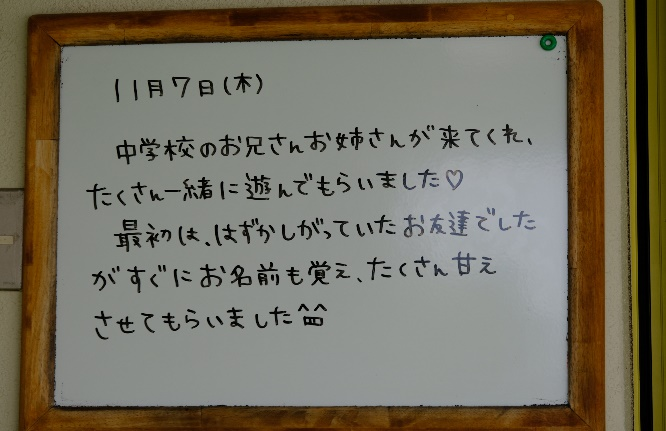 11月7日(木)
中学校のお兄さんお姉さんが来てくれ、
たくさん一緒に遊んでもらいました♡
最初は、はずかしがっていたお友達でした
がすぐにお名前も覚え、たくさん甘え
させてもらいました^^